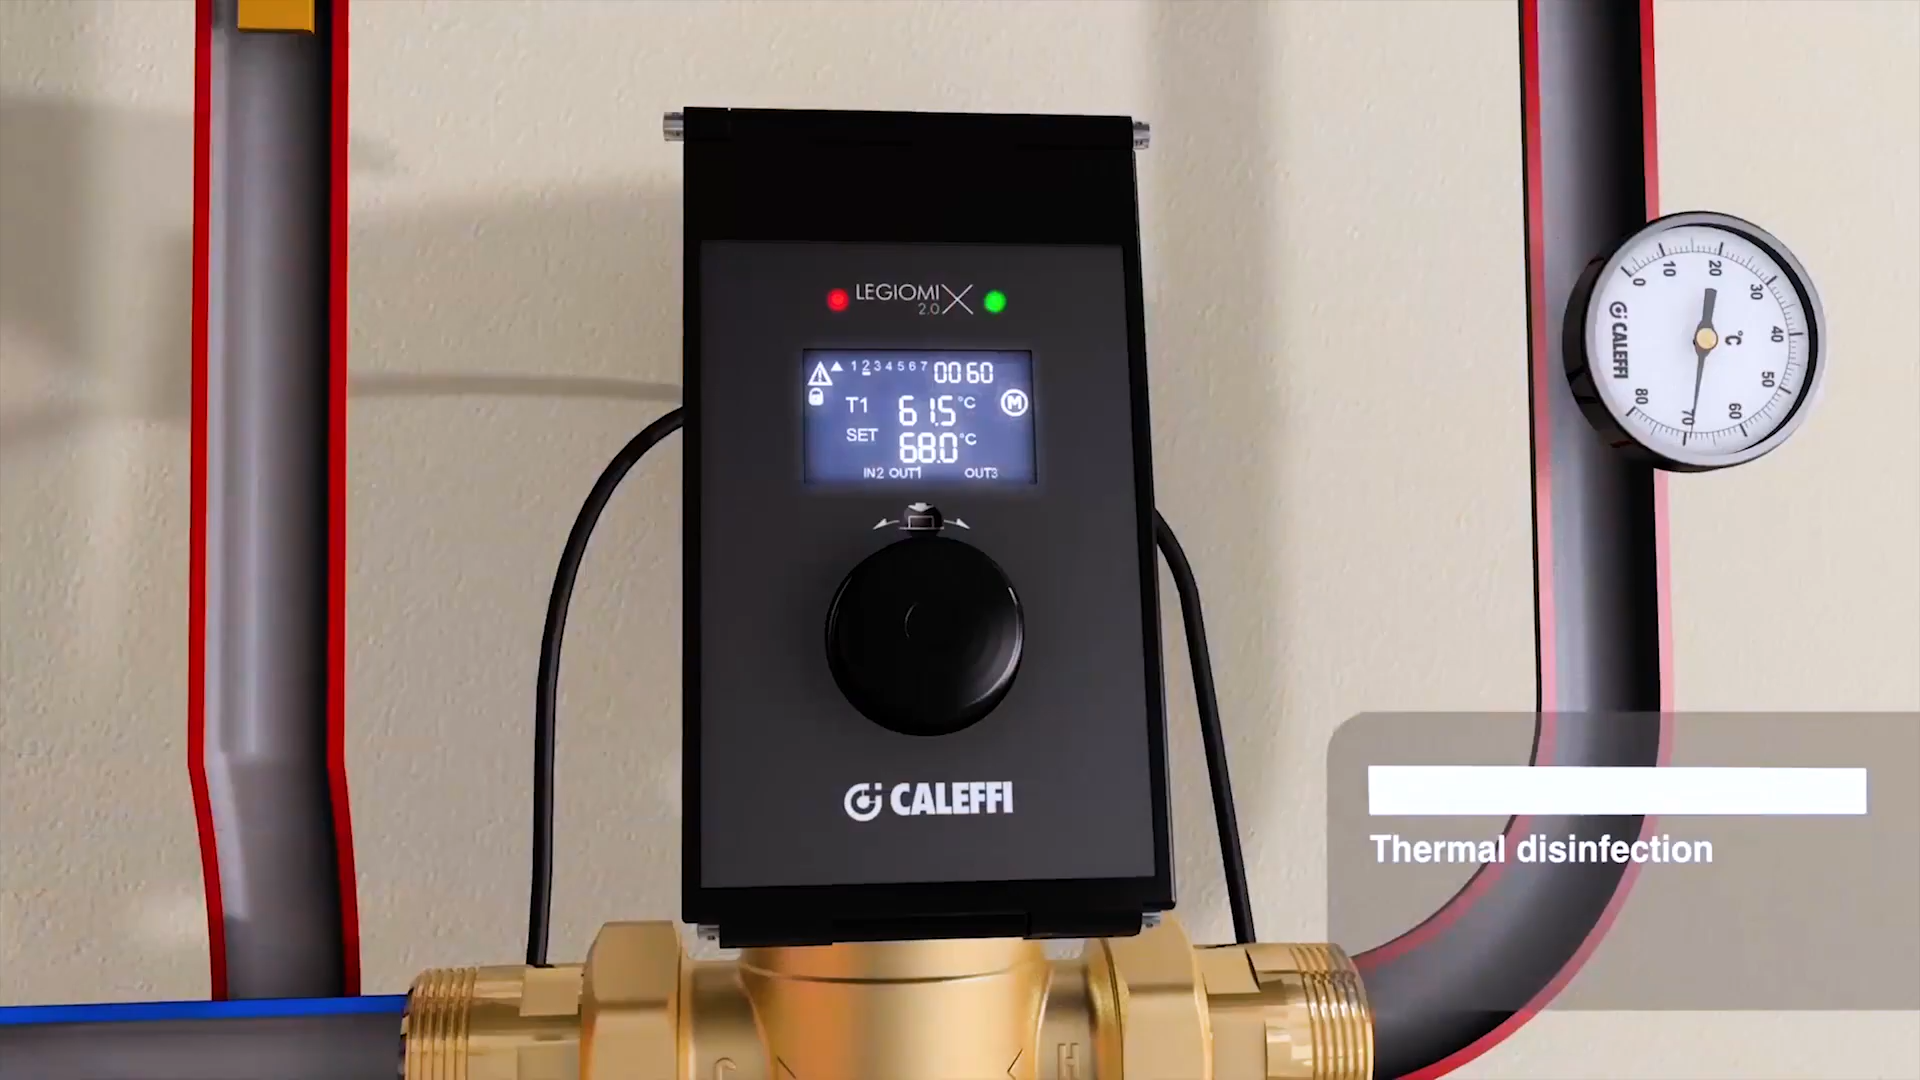 LEGIOMIX
2.0
1 2 3 4 5 6 7 00 60
T1 61.5 °C M
SET 68.0 °C
IN2 OUT1 OUT3
CALEFFI
0 10 20 30 40 50 60 70 80
°C
CALEFFI
Thermal disinfection
C H